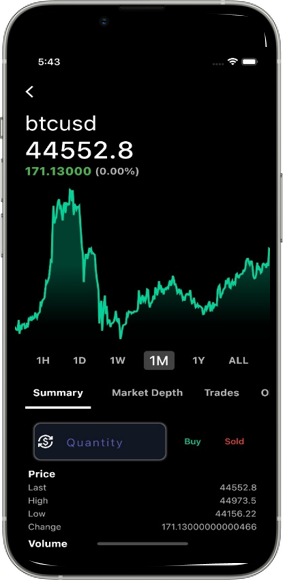 5:43
btcusd
44552.8
171.13000 (0.00%)
1H 1D 1W 1M 1Y ALL
Summary Market Depth Trades O
Quantity Buy Sold
Price
Last 44552.8
High 44973.5
Low 44156.22
Change 171.13000000000466
Volume